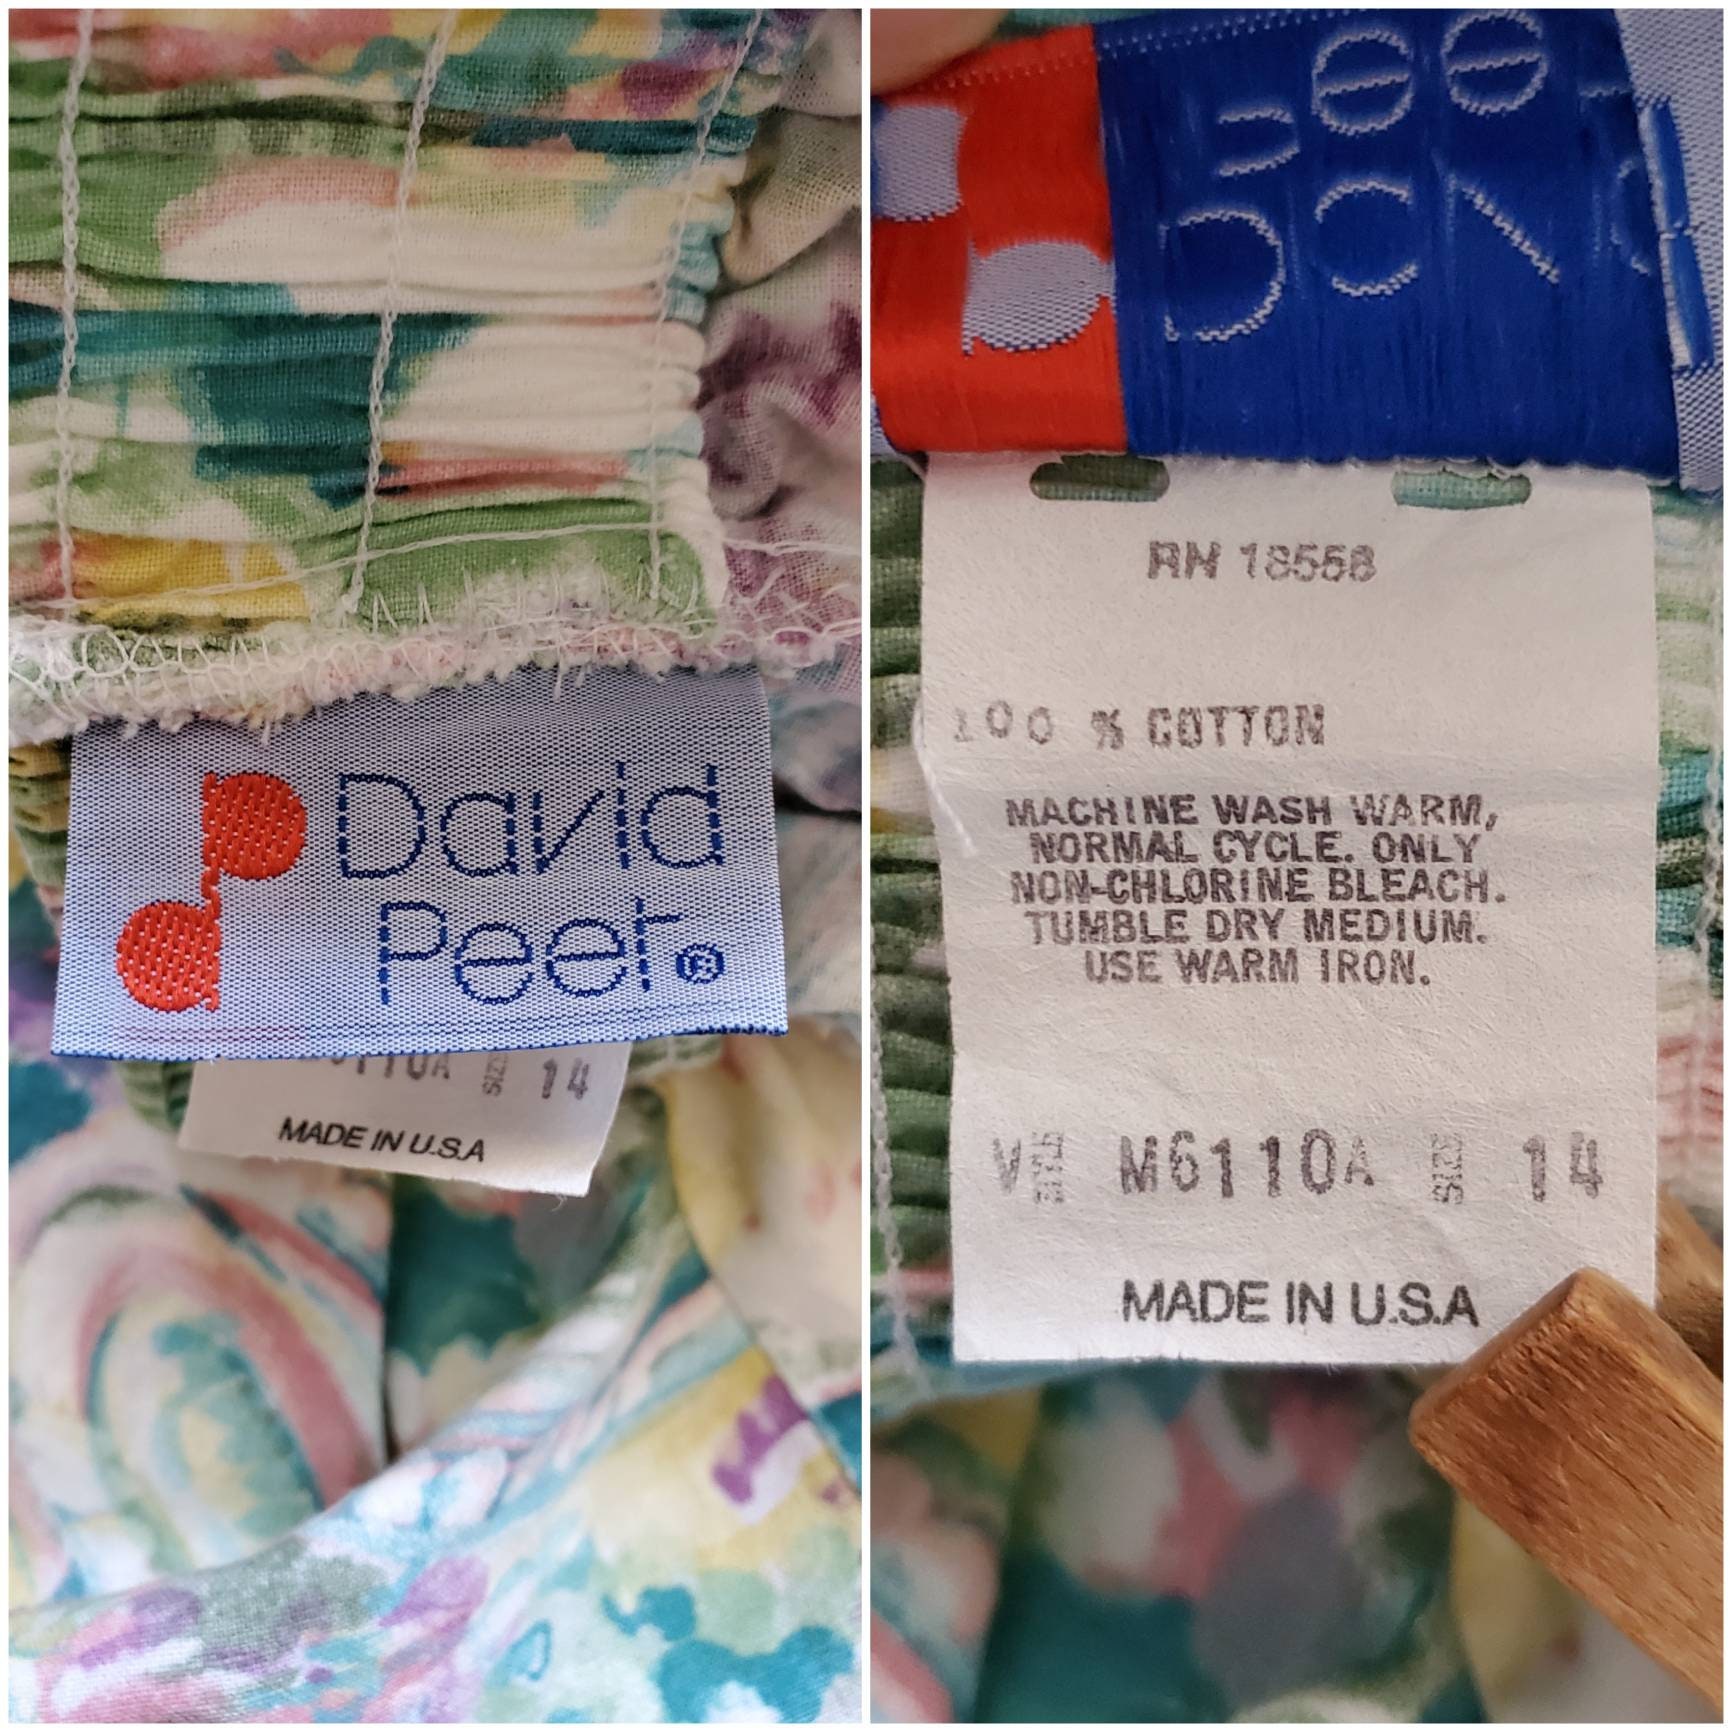 David
Peet®
SIZE 14
MADE IN U.S.A
RN 18558
100 % COTTON
MACHINE WASH WARM,
NORMAL CYCLE. ONLY
NON-CHLORINE BLEACH.
TUMBLE DRY MEDIUM.
USE WARM IRON.
M6110A SIZE 14
MADE IN U.S.A